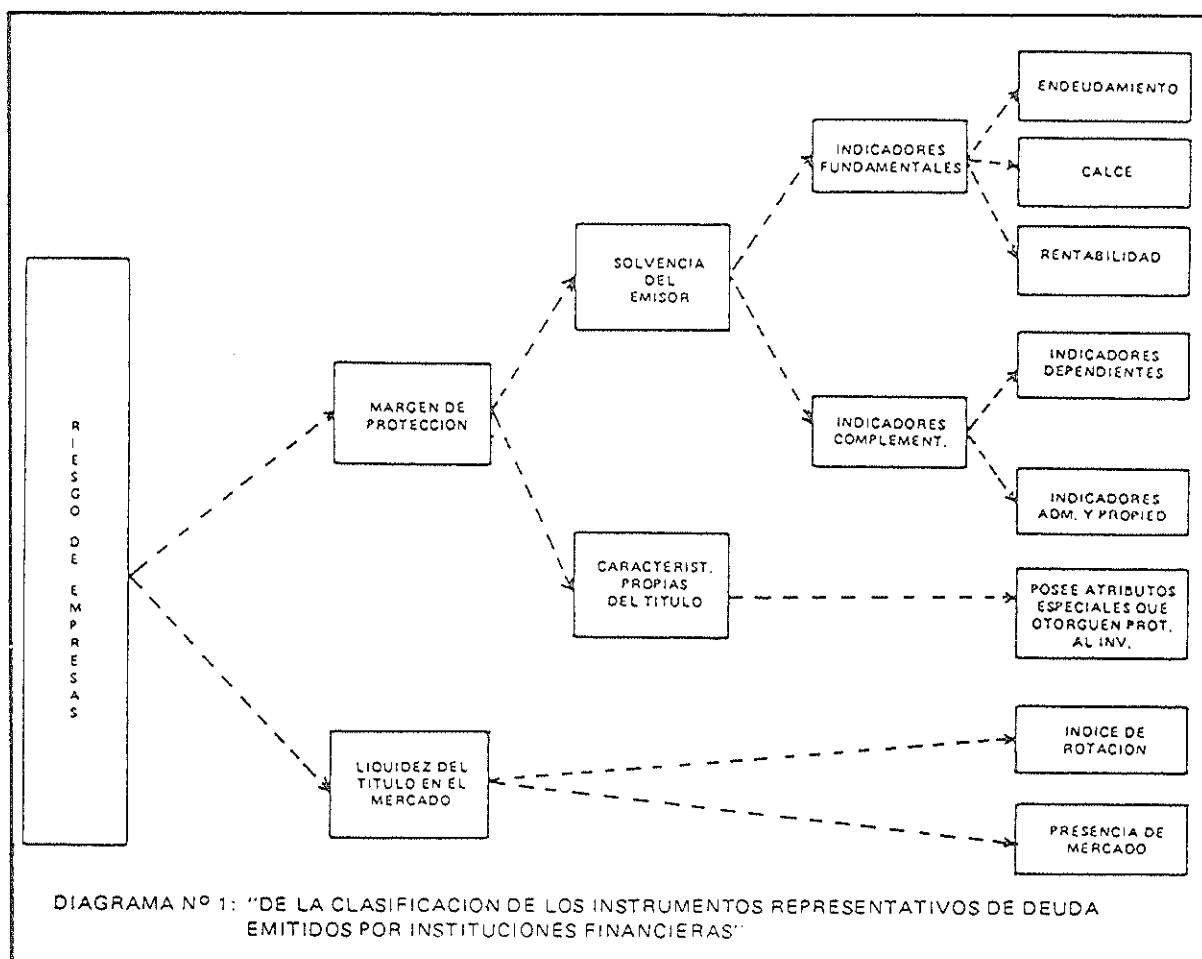 ENDEUDAMIENTO
INDICADORES
FUNDAMENTALES
CALCE
RENTABILIDAD
SOLVENCIA
DEL
EMISOR
INDICADORES
DEPENDIENTES
MARGEN DE
PROTECCION
INDICADORES
COMPLEMENT.
INDICADORES
ADM. Y PROPIED
RIESGO DE EMPRESAS
CARACTERIST.
PROPIAS
DEL TITULO
POSEE ATRIBUTOS
ESPECIALES QUE
OTORGUEN PROT.
AL INV.
LIQUIDEZ DEL
TITULO EN EL
MERCADO
INDICE DE
ROTACION
PRESENCIA DE
MERCADO
DIAGRAMA Nº 1: "DE LA CLASIFICACION DE LOS INSTRUMENTOS REPRESENTATIVOS DE DEUDA
EMITIDOS POR INSTITUCIONES FINANCIERAS"